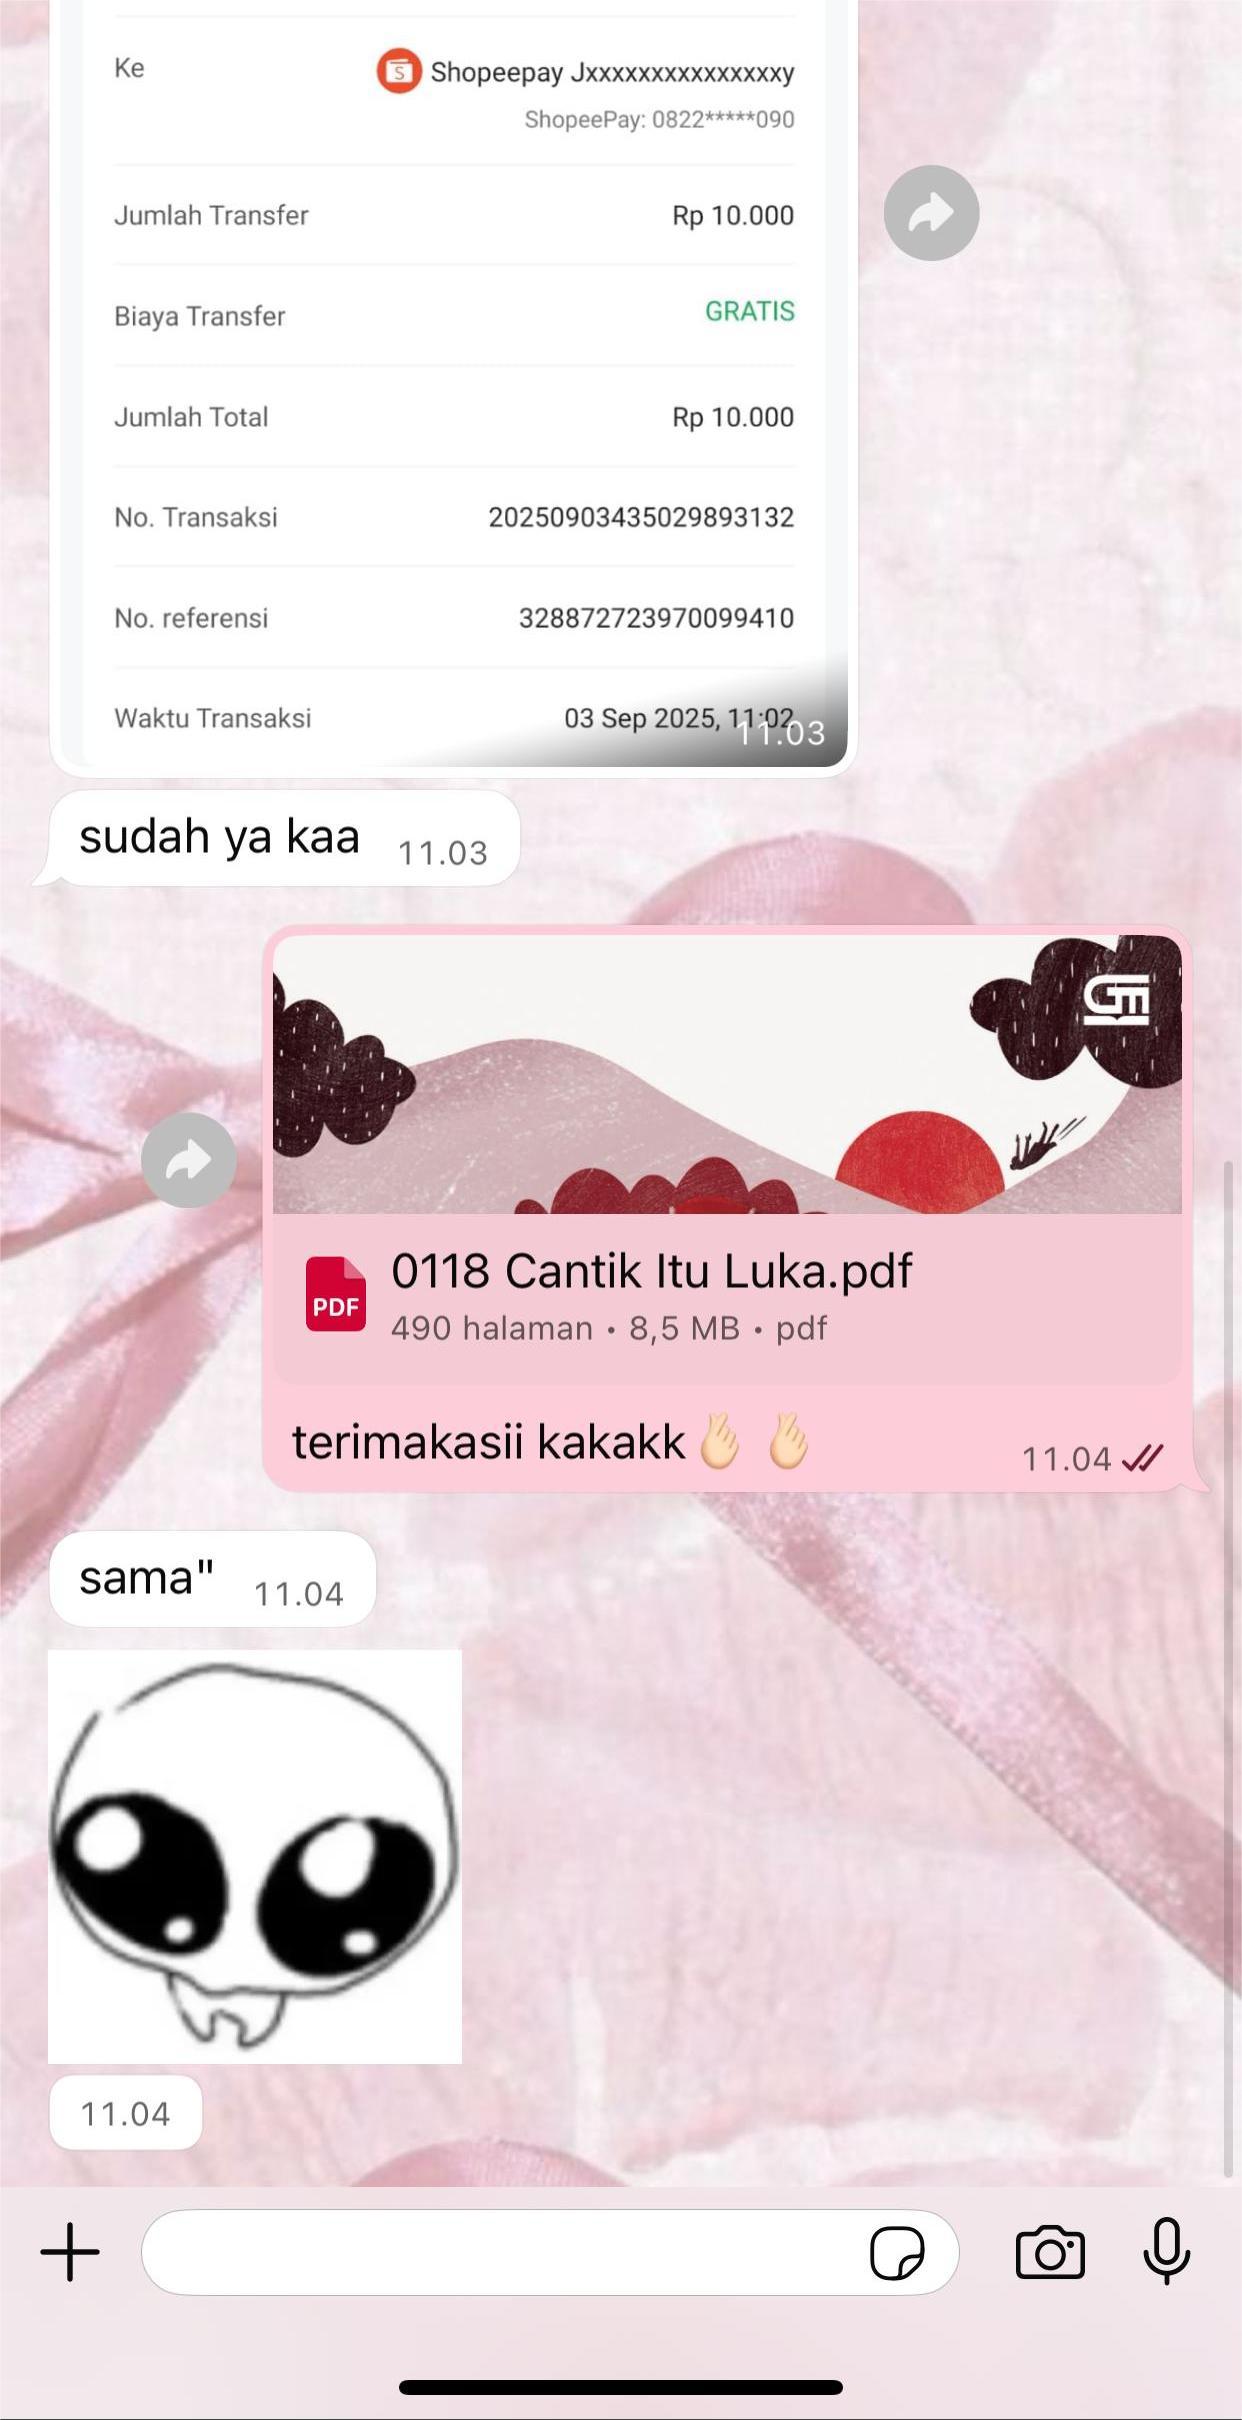 Ke
Shopeepay Jxxxxxxxxxxxxxxxy
ShopeePay: 0822*****090
Jumlah Transfer
Rp 10.000
Biaya Transfer
GRATIS
Jumlah Total
Rp 10.000
No. Transaksi
20250903435029893132
No. referensi
328872723970099410
Waktu Transaksi
03 Sep 2025, 11:02
11.03
sudah ya kaa 11.03
GM
PDF
0118 Cantik Itu Luka.pdf
490 halaman • 8,5 MB • pdf
terimakasii kakakk🫰🏻 🫰🏻
11.04
sama" 11.04
11.04